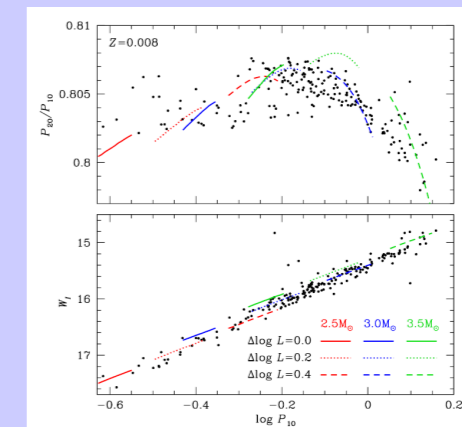 0.81
Z=0.008
0.805
P₂₀/P₁₀
0.8
15
16
W_I
17
2.5M☉ 3.0M☉ 3.5M☉
Δlog L=0.0
Δlog L=0.2
Δlog L=0.4
−0.6 −0.4 −0.2 0 0.2
log P₁₀